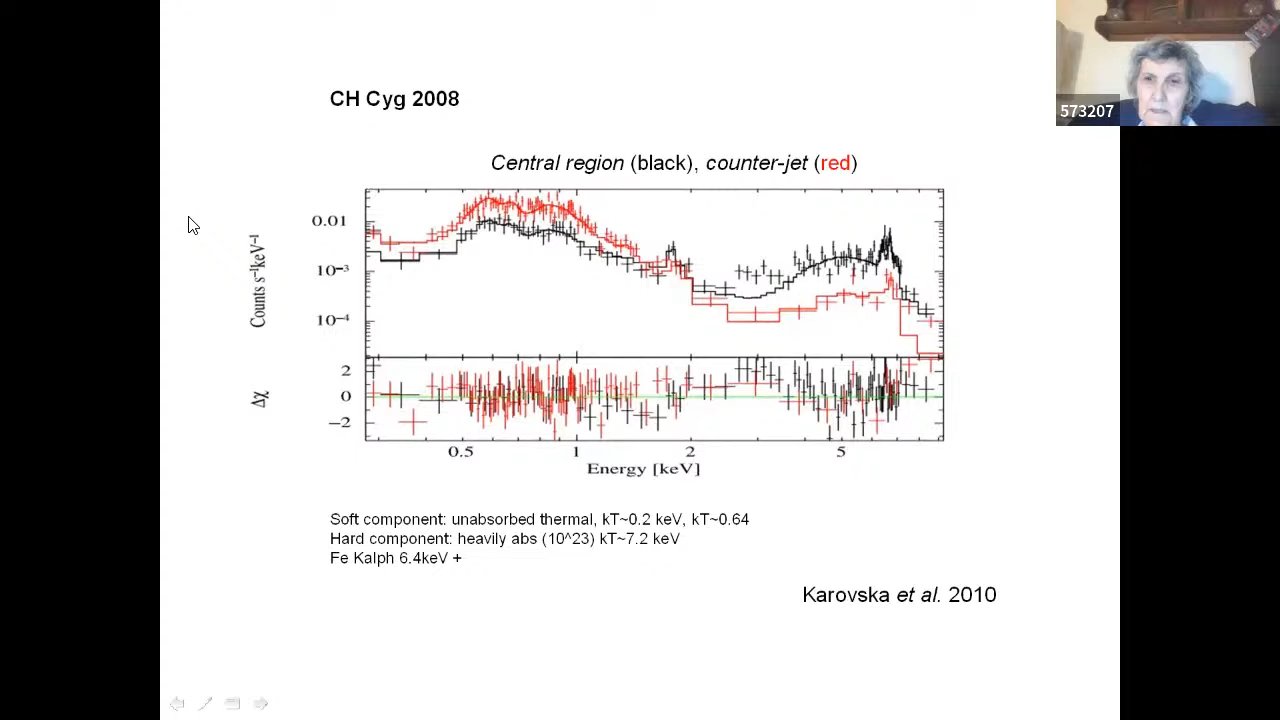 CH Cyg 2008
573207
Central region (black), counter-jet (red)
0.01
10⁻³
10⁻⁴
Counts s⁻¹keV⁻¹
2
0
−2
Δχ
0.5 1 2 5
Energy [keV]
Soft component: unabsorbed thermal, kT~0.2 keV, kT~0.64
Hard component: heavily abs (10^23) kT~7.2 keV
Fe Kalph 6.4keV +
Karovska et al. 2010